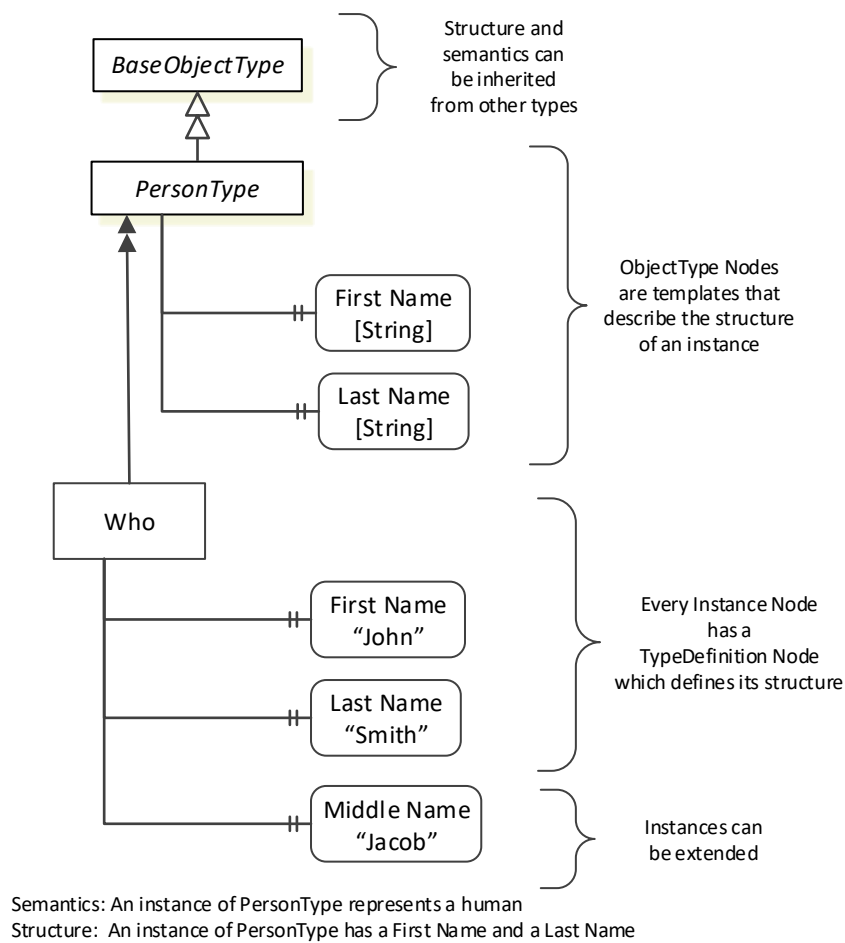 BaseObjectType
Structure and
semantics can
be inherited
from other types
PersonType
First Name
[String]
Last Name
[String]
ObjectType Nodes
are templates that
describe the structure
of an instance
Who
First Name
“John”
Last Name
“Smith”
Every Instance Node
has a
TypeDefinition Node
which defines its structure
Middle Name
“Jacob”
Instances can
be extended
Semantics: An instance of PersonType represents a human
Structure: An instance of PersonType has a First Name and a Last Name